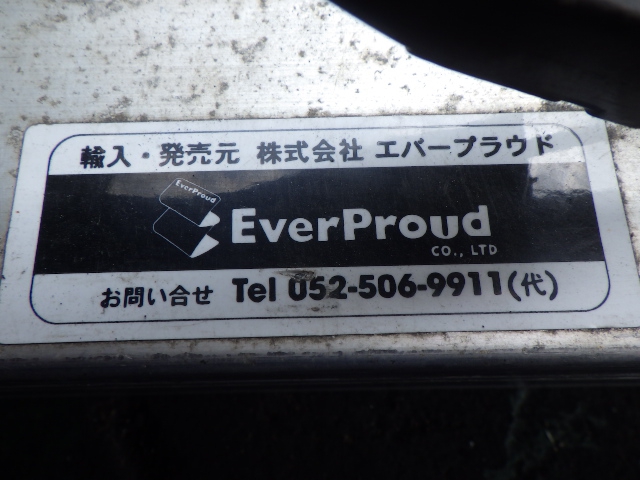 輸入・発売元 株式会社 エバープラウド
EverProud
EverProud
CO., LTD
お問い合せ Tel 052-506-9911(代)